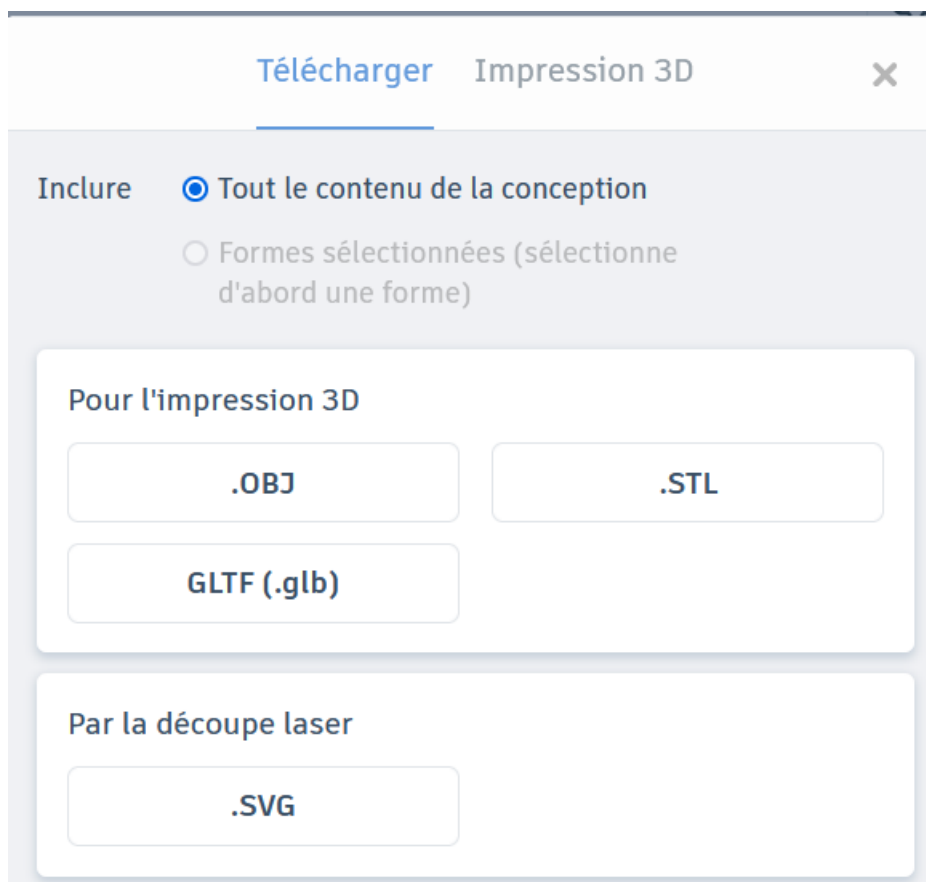 Télécharger Impression 3D
Inclure Tout le contenu de la conception
Formes sélectionnées (sélectionne
d'abord une forme)
Pour l'impression 3D
.OBJ .STL
GLTF (.glb)
Par la découpe laser
.SVG